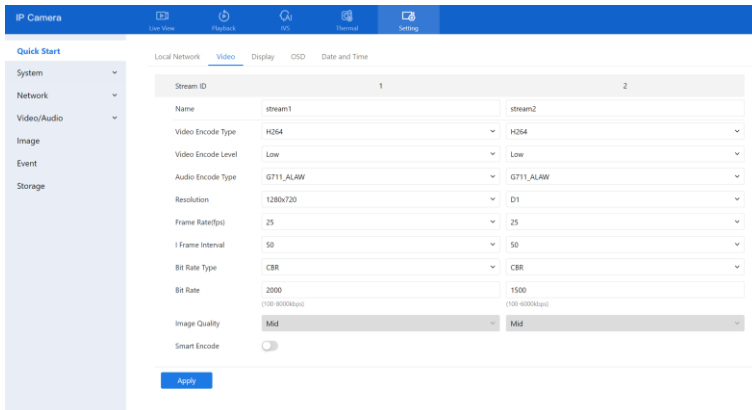 IP Camera
Live View Playback IVS Thermal Setting
Quick Start
System
Network
Video/Audio
Image
Event
Storage
Local Network Video Display OSD Date and Time
Stream ID 1 2
Name stream1 stream2
Video Encode Type H264 H264
Video Encode Level Low Low
Audio Encode Type G711_ALAW G711_ALAW
Resolution 1280x720 D1
Frame Rate(fps) 25 25
I Frame Interval 50 50
Bit Rate Type CBR CBR
Bit Rate 2000 1500
(100-8000kbps) (100-6000kbps)
Image Quality Mid Mid
Smart Encode
Apply